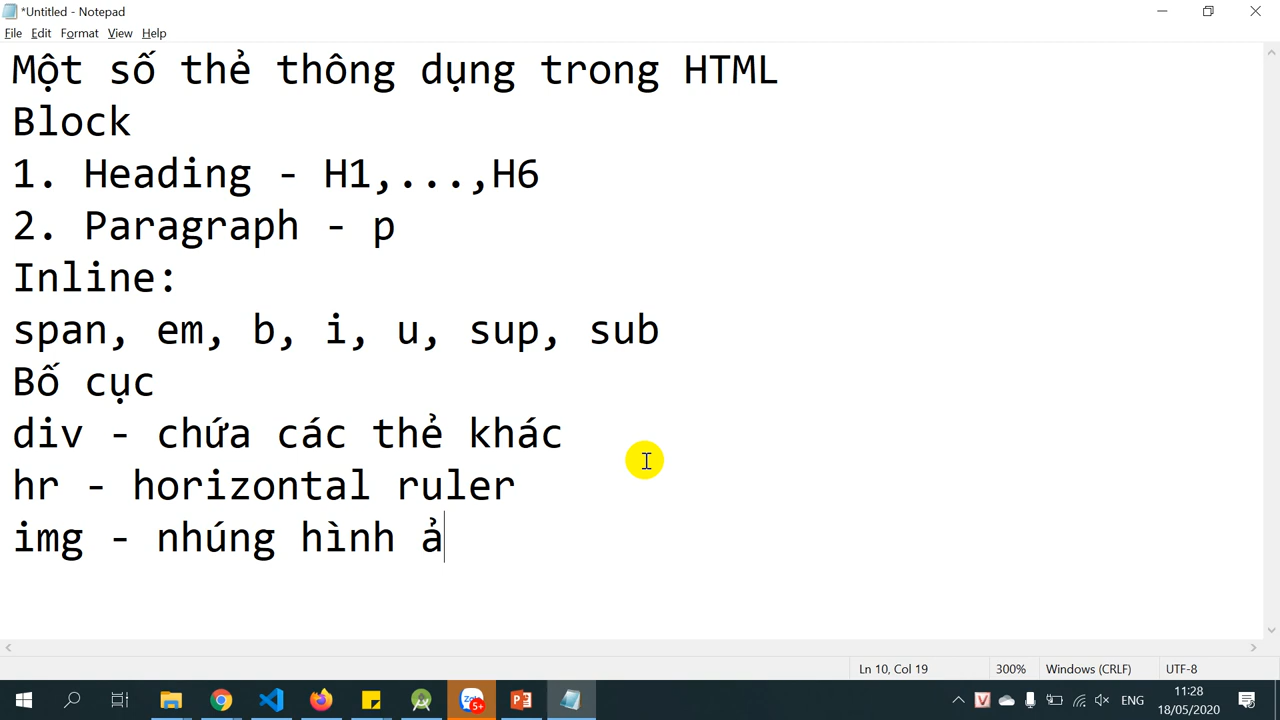 *Untitled - Notepad
File Edit Format View Help
Một số thẻ thông dụng trong HTML
Block
1. Heading - H1,...,H6
2. Paragraph - p
Inline:
span, em, b, i, u, sup, sub
Bố cục
div - chứa các thẻ khác
hr - horizontal ruler
img - nhúng hình ả
Ln 10, Col 19 300% Windows (CRLF) UTF-8
Zalo 5+ ENG 11:28
18/05/2020